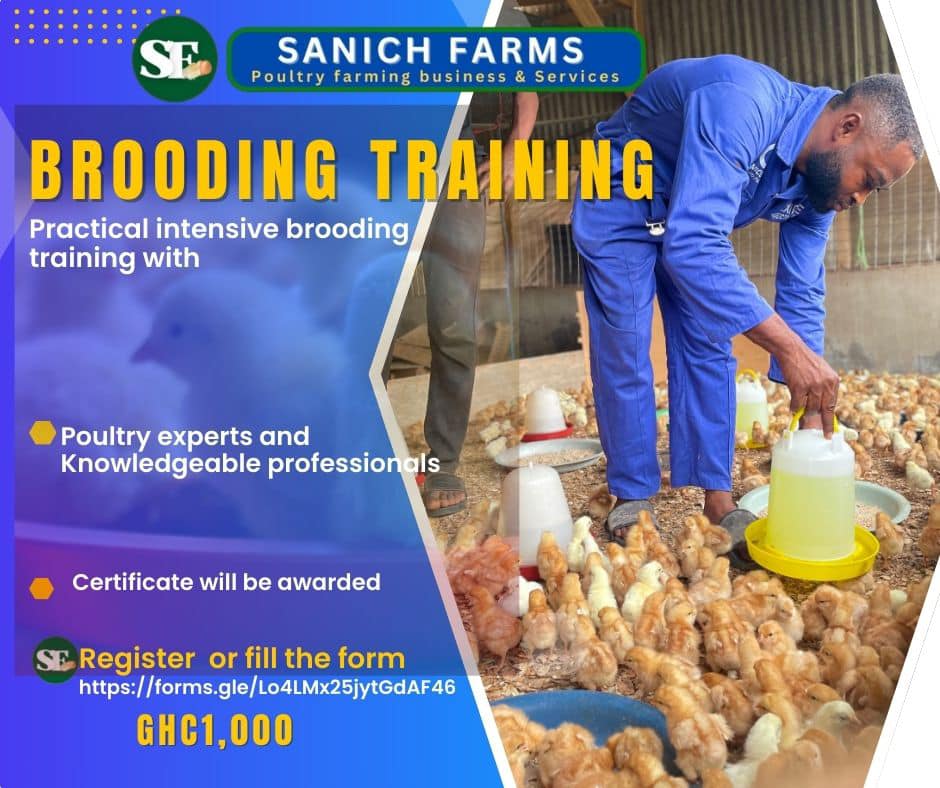 SF
SANICH FARMS
Poultry farming business & Services
BROODING TRAINING
Practical intensive brooding
training with
Poultry experts and
Knowledgeable professionals
Certificate will be awarded
SF
Register or fill the form
https://forms.gle/Lo4LMx25jytGdAF46
GHC1,000